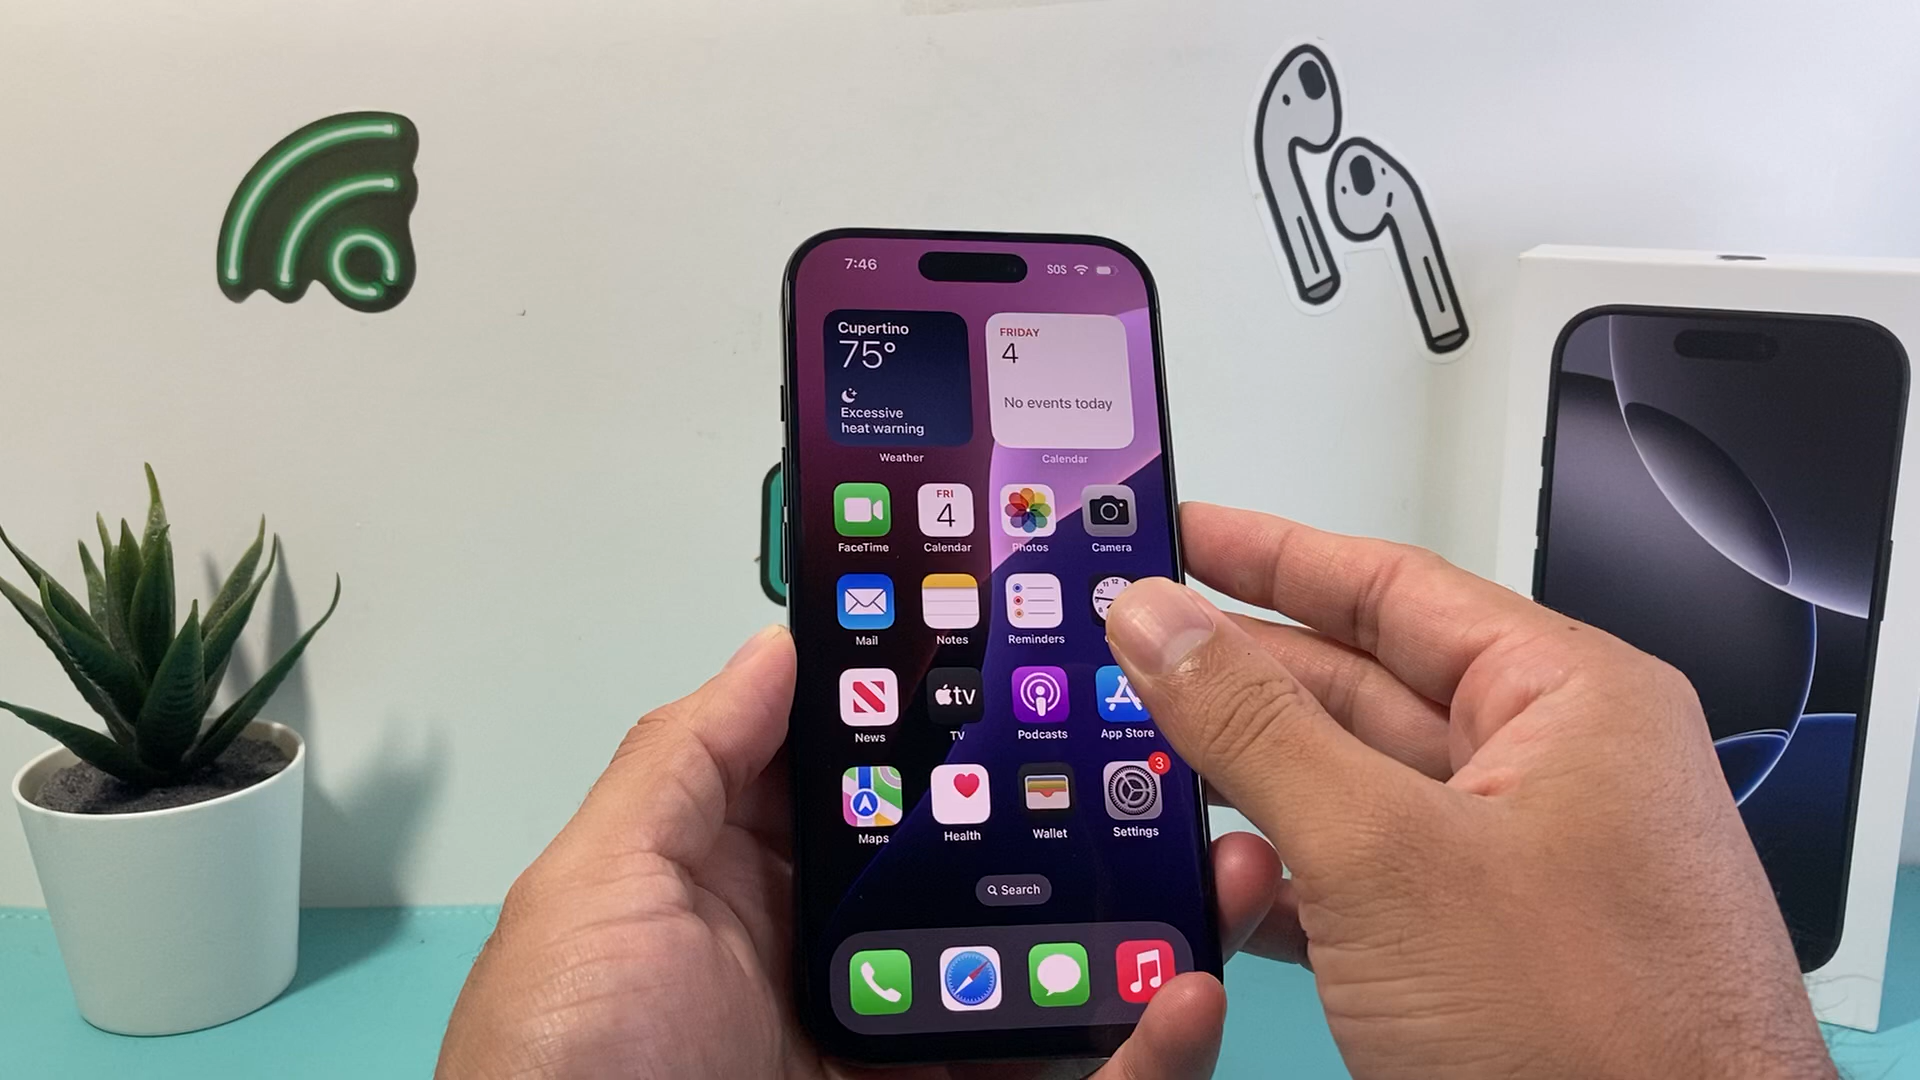 7:46
SOS
Cupertino
75°
Excessive
heat warning
Weather
FRIDAY
4
No events today
Calendar
FaceTime
FRI
4
Calendar
Photos
Camera
Mail
Notes
Reminders
News
tv
TV
Podcasts
App Store
Maps
Health
Wallet
3
Settings
Search